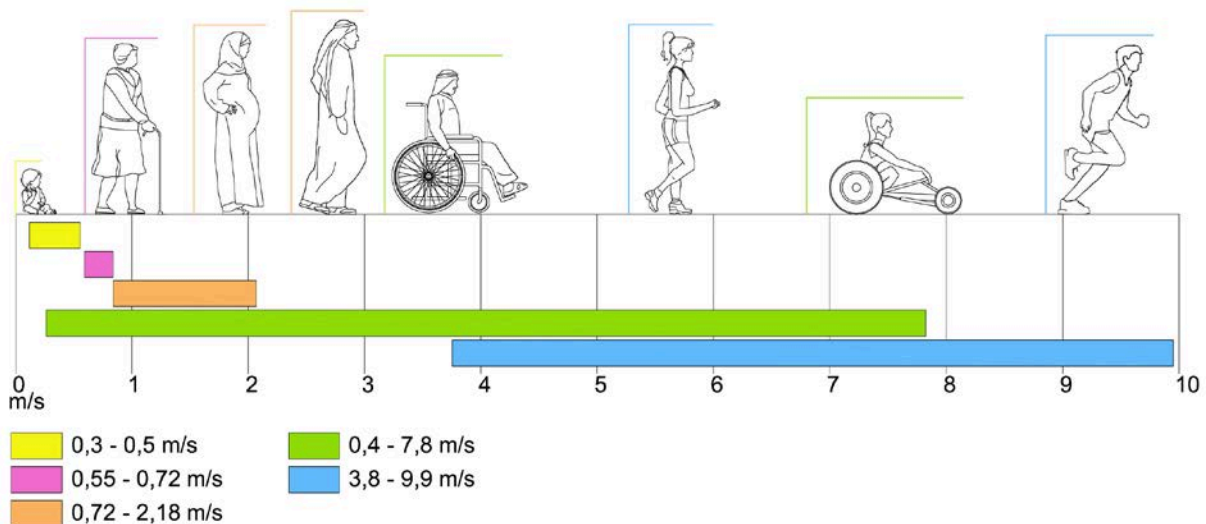 0 1 2 3 4 5 6 7 8 9 10
m/s
0,3 - 0,5 m/s
0,55 - 0,72 m/s
0,72 - 2,18 m/s
0,4 - 7,8 m/s
3,8 - 9,9 m/s